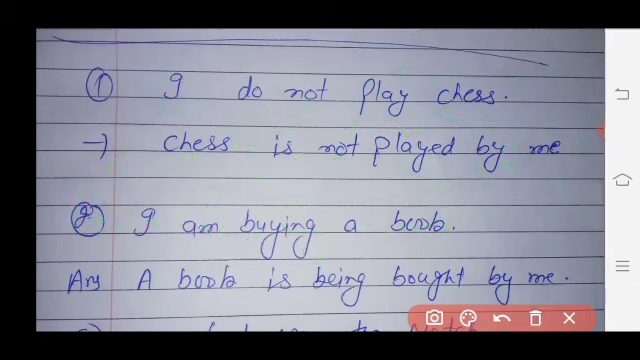 ① I do not play chess.
→ Chess is not played by me
② I am buying a book.
Ans A book is being bought by me.